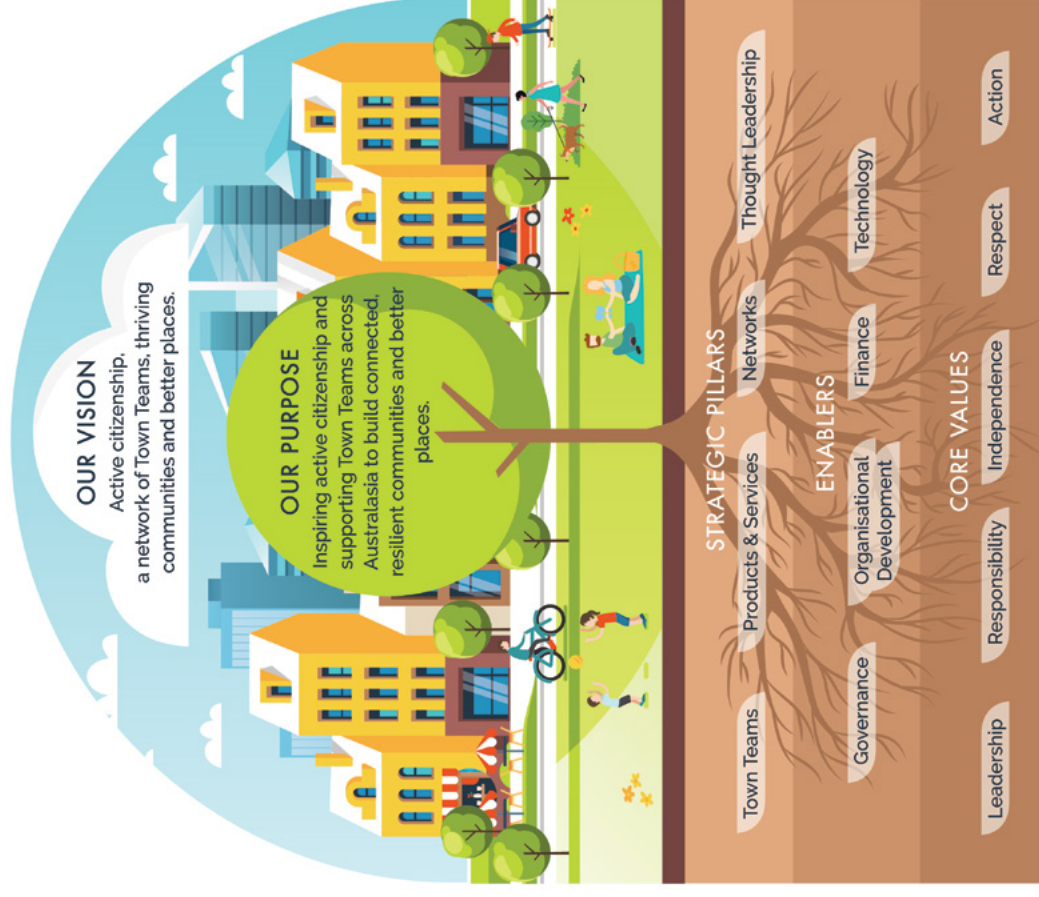 OUR VISION
Active citizenship,
a network of Town Teams, thriving
communities and better places.
OUR PURPOSE
Inspiring active citizenship and
supporting Town Teams across
Australasia to build connected,
resilient communities and better
places.
STRATEGIC PILLARS
Town Teams
Products & Services
Networks
Thought Leadership
ENABLERS
Governance
Organisational
Development
Finance
Technology
CORE VALUES
Leadership
Responsibility
Independence
Respect
Action